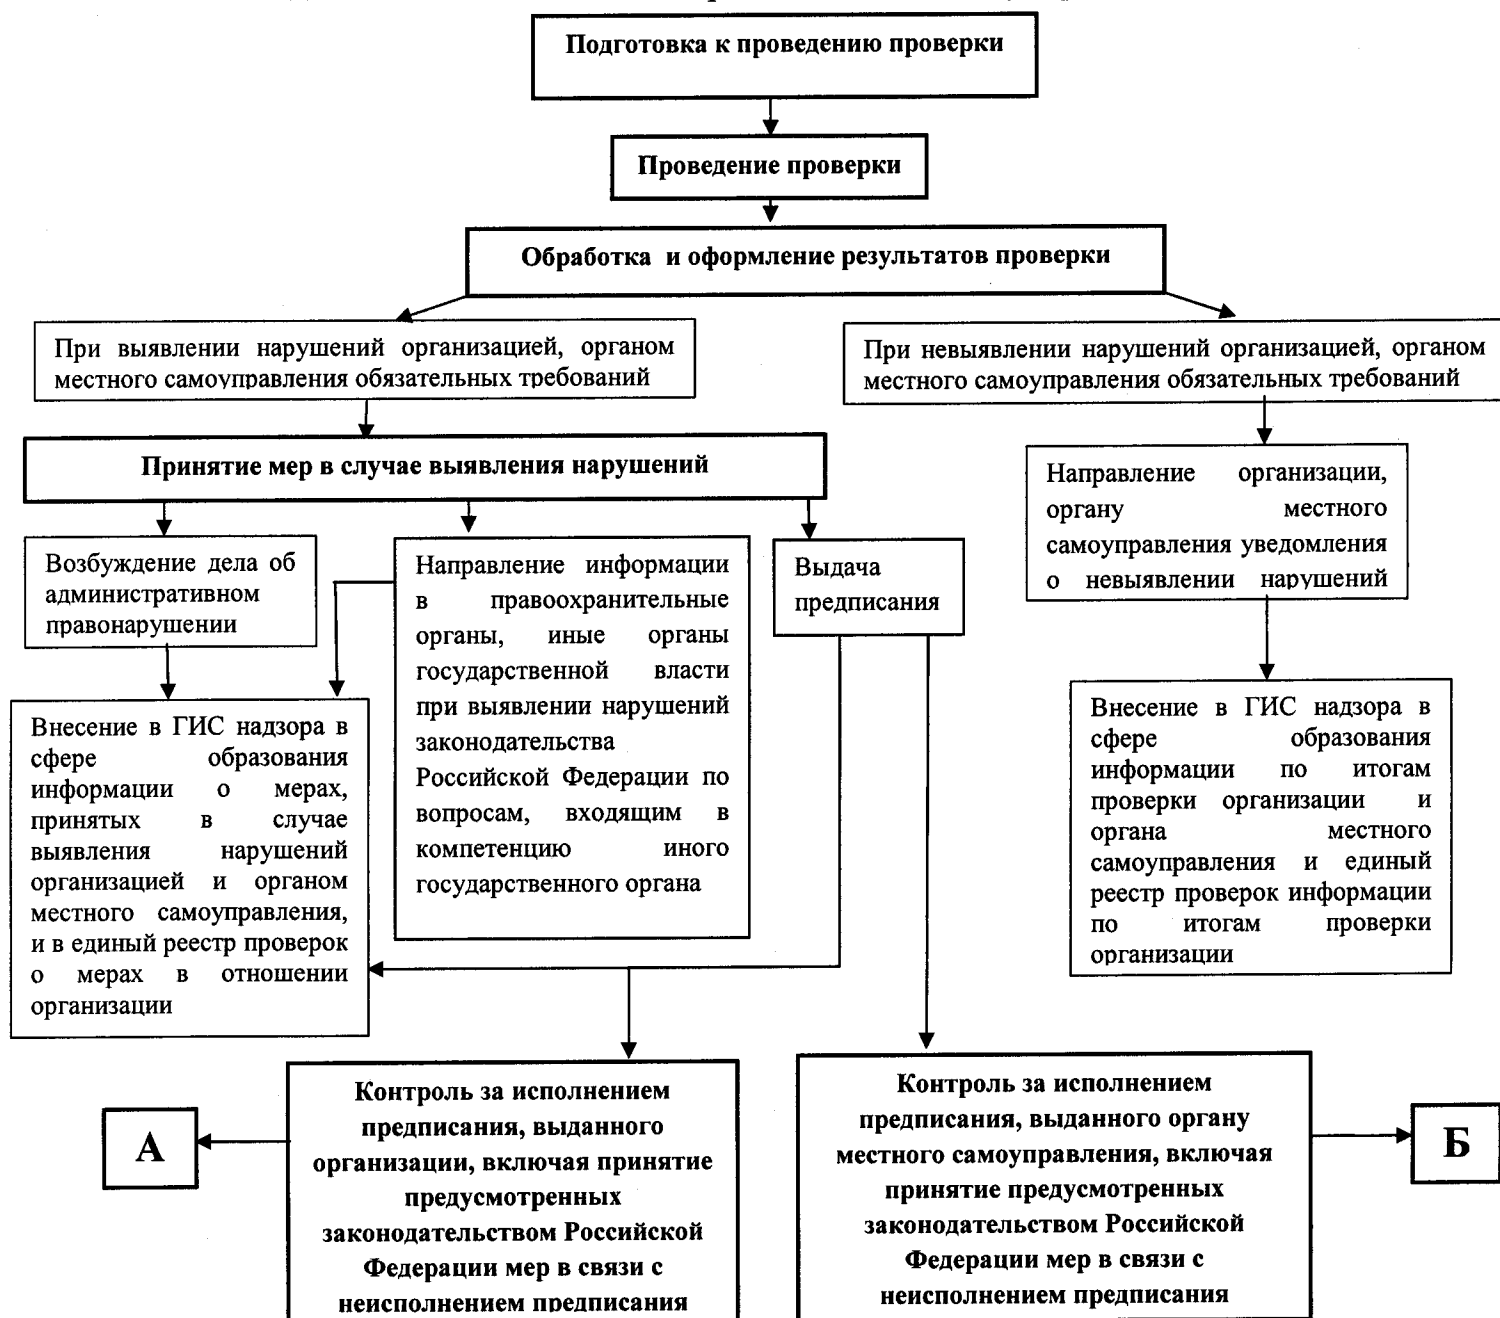 Подготовка к проведению проверки
Проведение проверки
Обработка и оформление результатов проверки
При выявлении нарушений организацией, органом
местного самоуправления обязательных требований
При невыявлении нарушений организацией, органом
местного самоуправления обязательных требований
Принятие мер в случае выявления нарушений
Направление организации,
органу местного
самоуправления уведомления
о невыявлении нарушений
Возбуждение дела об
административном
правонарушении
Направление информации
в правоохранительные
органы, иные органы
государственной власти
при выявлении нарушений
законодательства
Российской Федерации по
вопросам, входящим в
компетенцию иного
государственного органа
Выдача
предписания
Внесение в ГИС надзора в
сфере образования
информации о мерах,
принятых в случае
выявления нарушений
организацией и органом
местного самоуправления,
и в единый реестр проверок
о мерах в отношении
организации
Внесение в ГИС надзора в
сфере образования
информации по итогам
проверки организации и
органа местного
самоуправления и единый
реестр проверок информации
по итогам проверки
организации
А
Контроль за исполнением
предписания, выданного
организации, включая принятие
предусмотренных
законодательством Российской
Федерации мер в связи с
неисполнением предписания
Контроль за исполнением
предписания, выданного органу
местного самоуправления, включая
принятие предусмотренных
законодательством Российской
Федерации мер в связи с
неисполнением предписания
Б